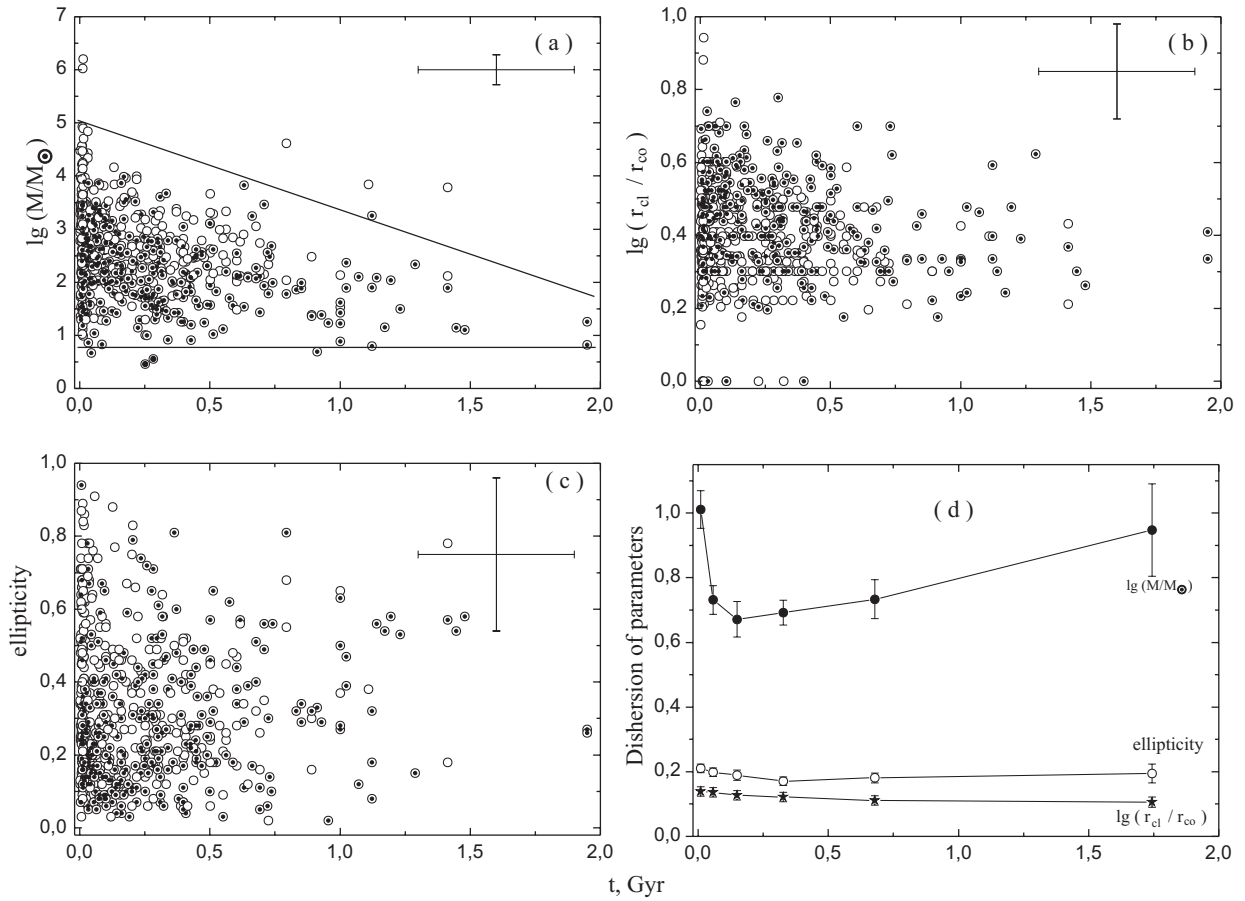 ( a )
lg (M/M⊙)
7
6
5
4
3
2
1
0
0,0 0,5 1,0 1,5 2,0
( b )
lg ( r_cl / r_co )
1,0
0,8
0,6
0,4
0,2
0,0
0,0 0,5 1,0 1,5 2,0
( c )
ellipticity
1,0
0,8
0,6
0,4
0,2
0,0
0,0 0,5 1,0 1,5 2,0
( d )
Dishersion of parameters
1,0
0,8
0,6
0,4
0,2
0,0
lg (M/M⊙)
ellipticity
lg ( r_cl / r_co )
0,0 0,5 1,0 1,5 2,0
t, Gyr